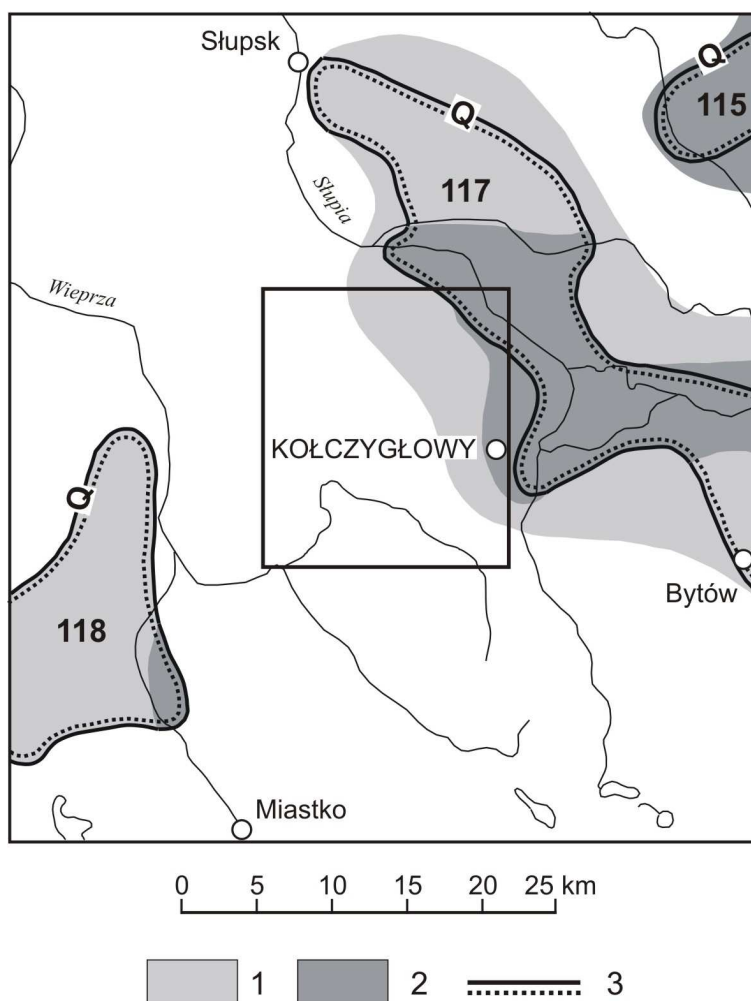 Słupsk
Q
Q
115
117
Słupia
Wieprza
KOŁCZYGŁOWY
Q
Bytów
118
Miastko
0 5 10 15 20 25 km
1 2 3